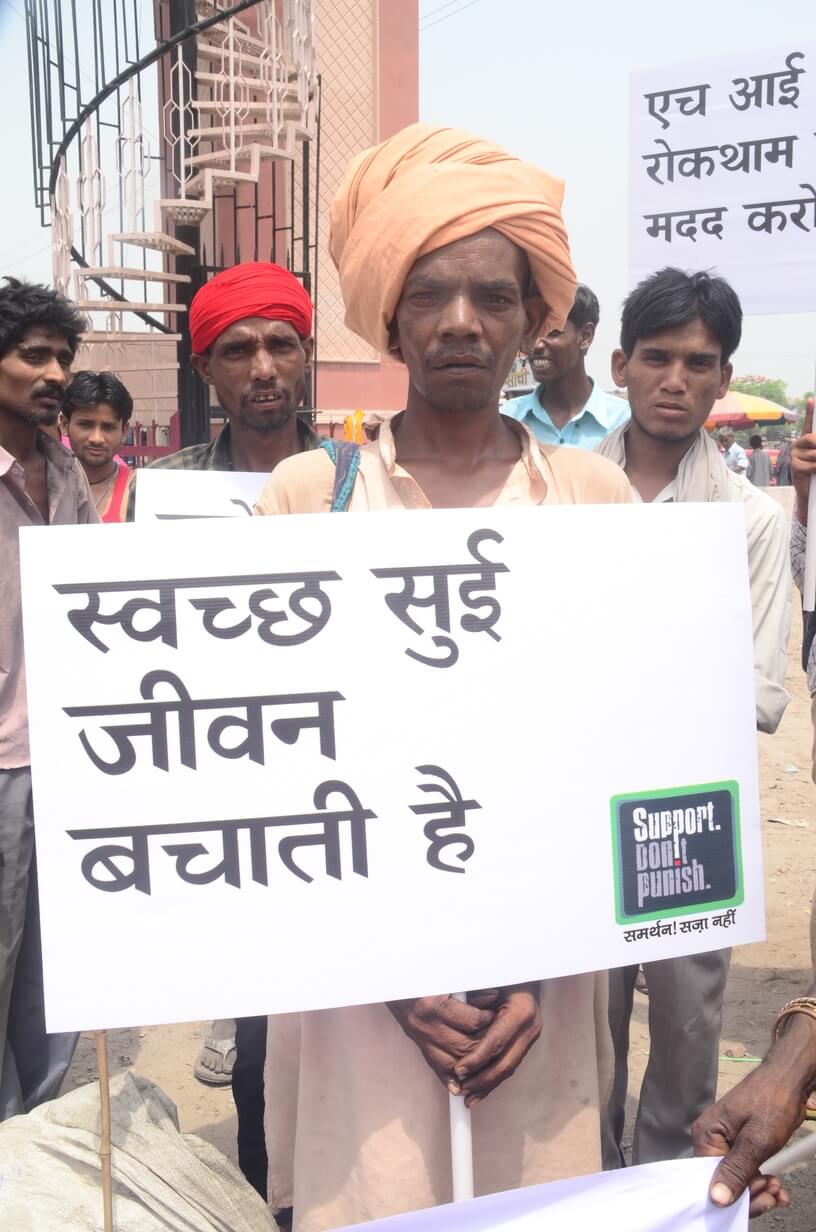 एच आई
रोकथाम
मदद करो
साँची
स्वच्छ सुई
जीवन
बचाती है
Support.
Don't
punish.
समर्थन! सज़ा नहीं